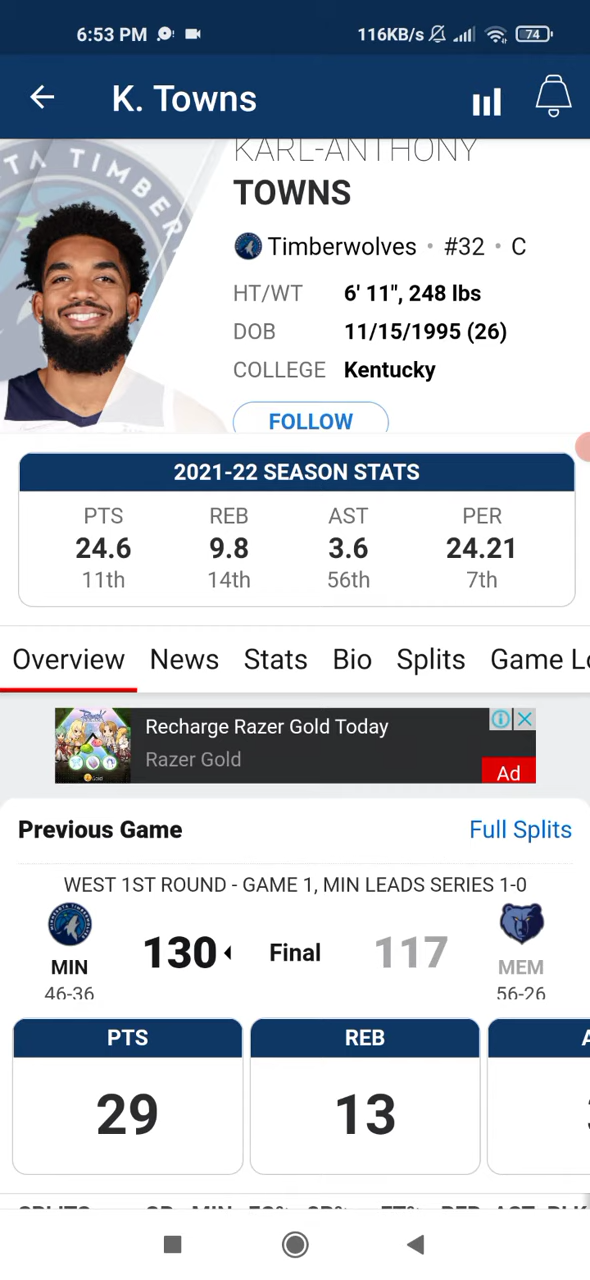 6:53 PM 116KB/s 74
K. Towns
TA TIMBER
KARL-ANTHONY
TOWNS
Timberwolves • #32 • C
HT/WT 6' 11", 248 lbs
DOB 11/15/1995 (26)
COLLEGE Kentucky
FOLLOW
2021-22 SEASON STATS
PTS REB AST PER
24.6 9.8 3.6 24.21
11th 14th 56th 7th
Overview News Stats Bio Splits Game Lo
Recharge Razer Gold Today
Razer Gold
Ad
Previous Game Full Splits
WEST 1ST ROUND - GAME 1, MIN LEADS SERIES 1-0
130 Final 117
MIN MEM
46-36 56-26
PTS REB A
29 13